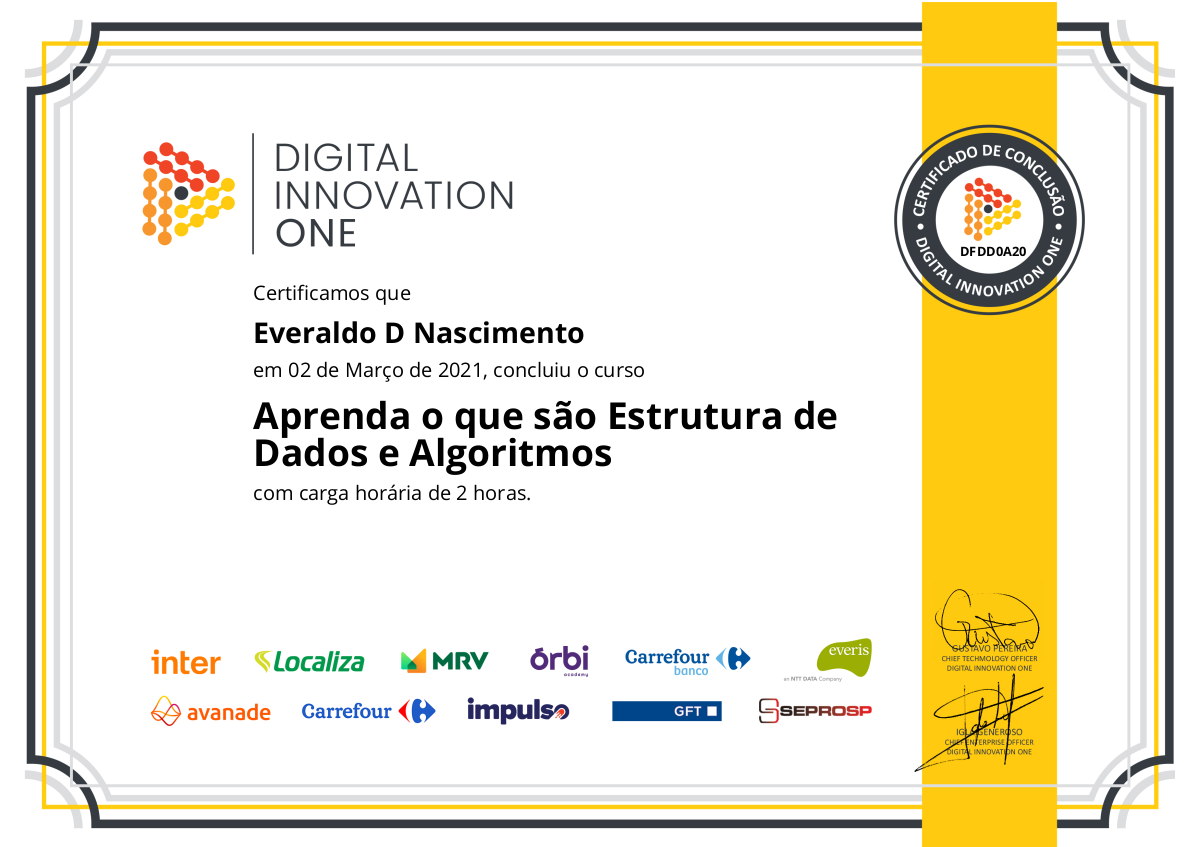 DIGITAL
INNOVATION
ONE
CERTIFICADO DE CONCLUSÃO
DFDD0A20
DIGITAL INNOVATION ONE
Certificamos que
Everaldo D Nascimento
em 02 de Março de 2021, concluiu o curso
Aprenda o que são Estrutura de
Dados e Algoritmos
com carga horária de 2 horas.
Gustavo
GUSTAVO PEREIRA
CHIEF TECHNOLOGY OFFICER
DIGITAL INNOVATION ONE
inter
Localiza
MRV
órbi
academy
Carrefour
banco
everis
an NTT DATA Company
avanade
Carrefour
impulso
GFT
SEPROSP
IGLÁ GENEROSO
CHIEF ENTERPRISE OFFICER
DIGITAL INNOVATION ONE